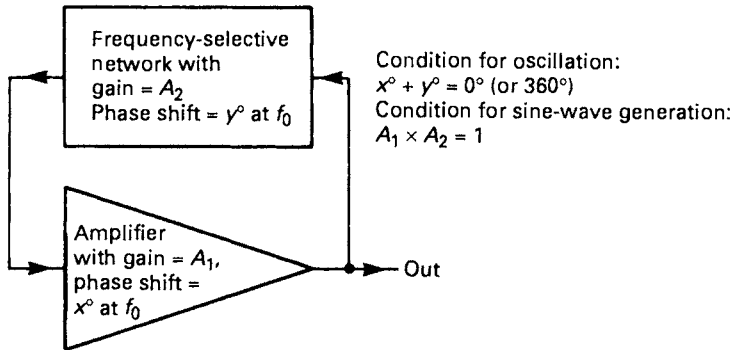 Frequency-selective
network with
gain = A₂
Phase shift = y° at f₀
Condition for oscillation:
x° + y° = 0° (or 360°)
Condition for sine-wave generation:
A₁ × A₂ = 1
Amplifier
with gain = A₁,
phase shift =
x° at f₀
Out